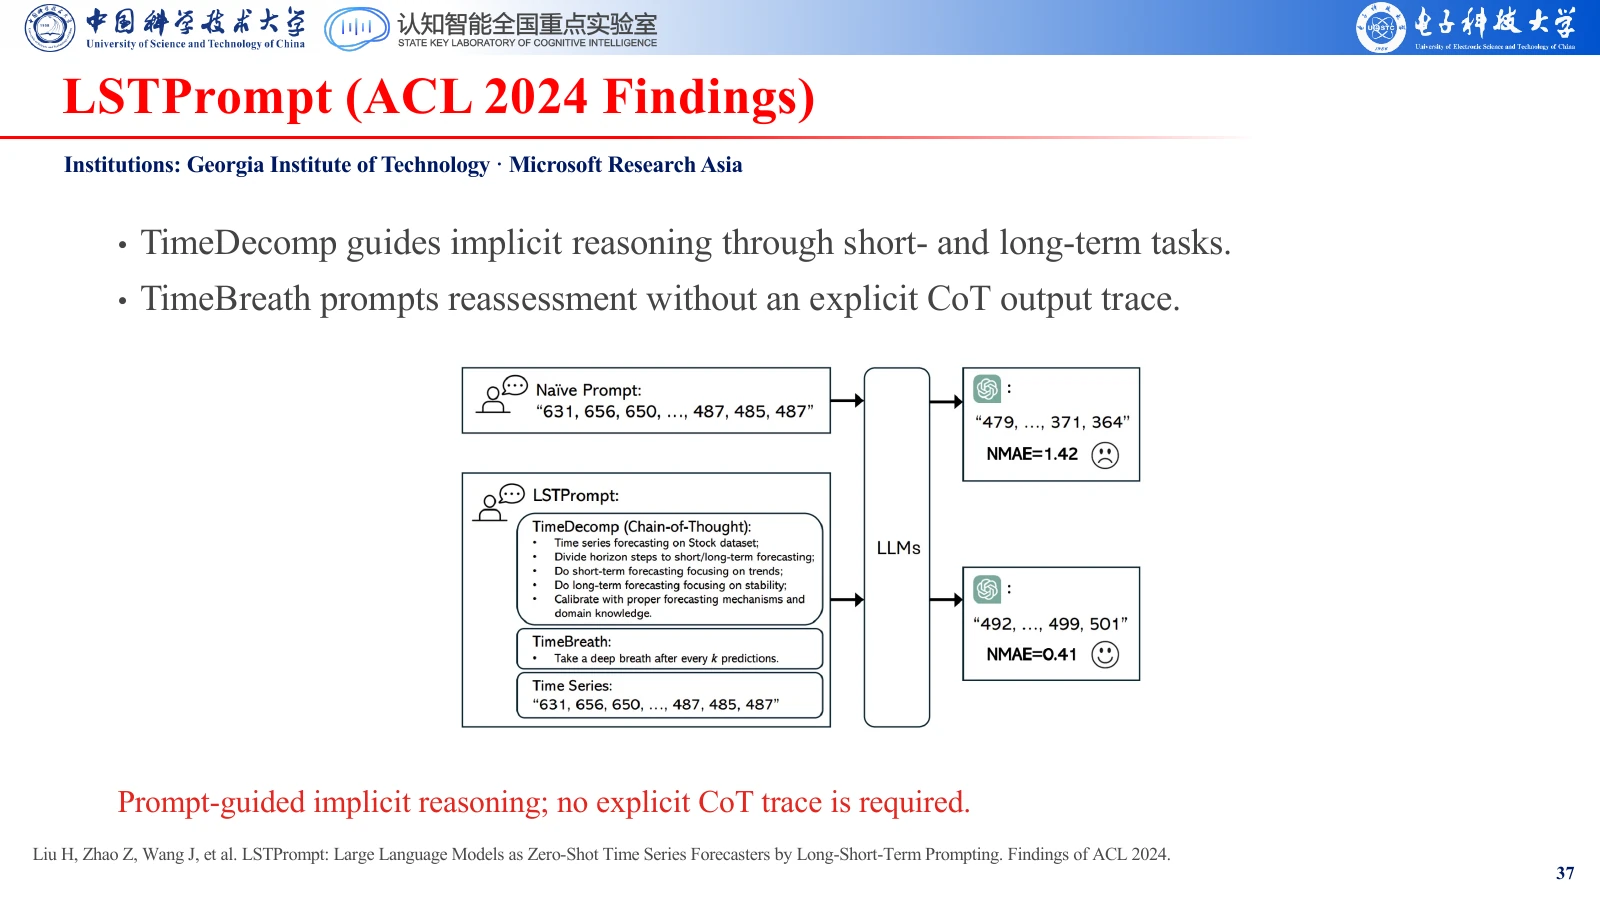 中国科学技术大学
University of Science and Technology of China
认知智能全国重点实验室
STATE KEY LABORATORY OF COGNITIVE INTELLIGENCE
电子科技大学
University of Electronic Science and Technology of China
LSTPrompt (ACL 2024 Findings)
Institutions: Georgia Institute of Technology · Microsoft Research Asia
• TimeDecomp guides implicit reasoning through short- and long-term tasks.
• TimeBreath prompts reassessment without an explicit CoT output trace.
Naïve Prompt:
“631, 656, 650, ..., 487, 485, 487”
LSTPrompt:
TimeDecomp (Chain-of-Thought):
• Time series forecasting on Stock dataset;
• Divide horizon steps to short/long-term forecasting;
• Do short-term forecasting focusing on trends;
• Do long-term forecasting focusing on stability;
• Calibrate with proper forecasting mechanisms and
domain knowledge.
TimeBreath:
• Take a deep breath after every k predictions.
Time Series:
“631, 656, 650, ..., 487, 485, 487”
LLMs
:
“479, ..., 371, 364”
NMAE=1.42
:
“492, ..., 499, 501”
NMAE=0.41
Prompt-guided implicit reasoning; no explicit CoT trace is required.
Liu H, Zhao Z, Wang J, et al. LSTPrompt: Large Language Models as Zero-Shot Time Series Forecasters by Long-Short-Term Prompting. Findings of ACL 2024.
37